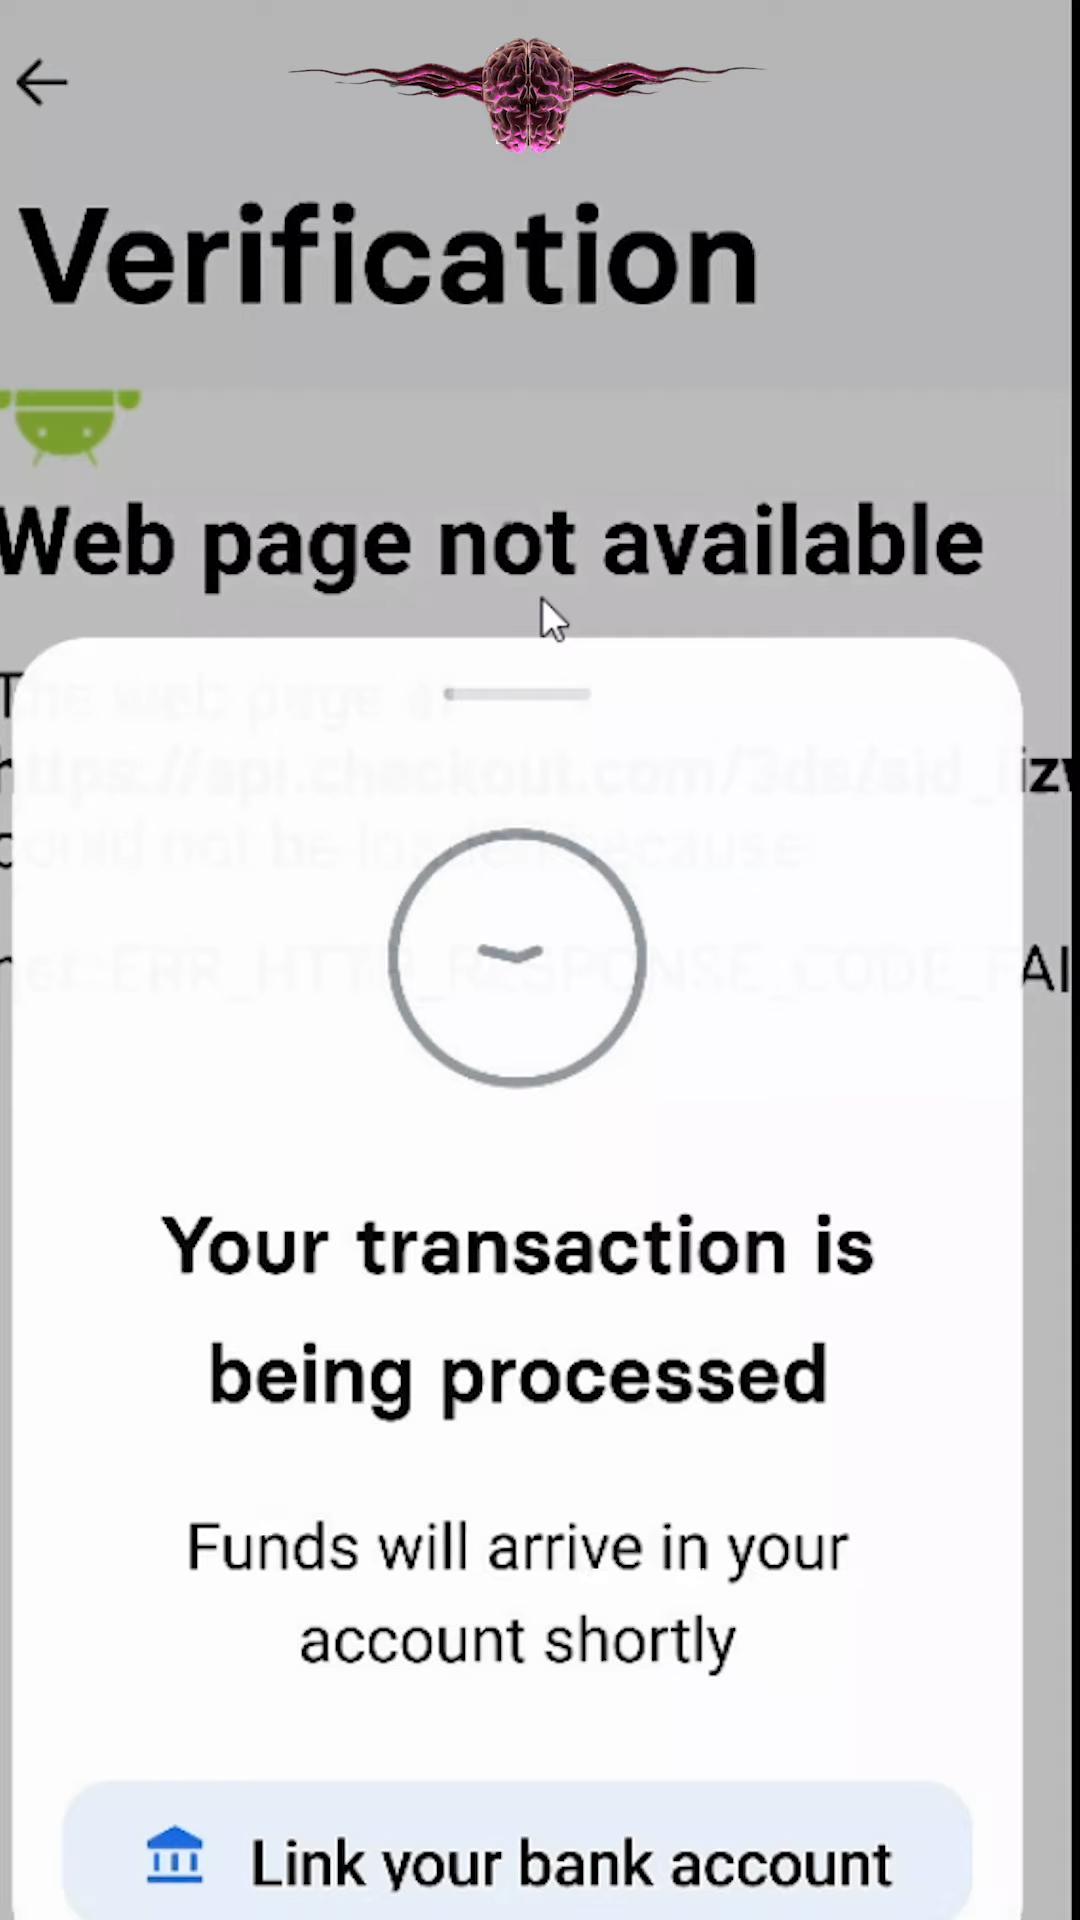 Verification
Web page not available
The web page at
https://api.checkout.com/3ds/sid_
could not be loaded because:
net::ERR_HTTP_RESPONSE_CODE_FAI
Your transaction is
being processed
Funds will arrive in your
account shortly
Link your bank account